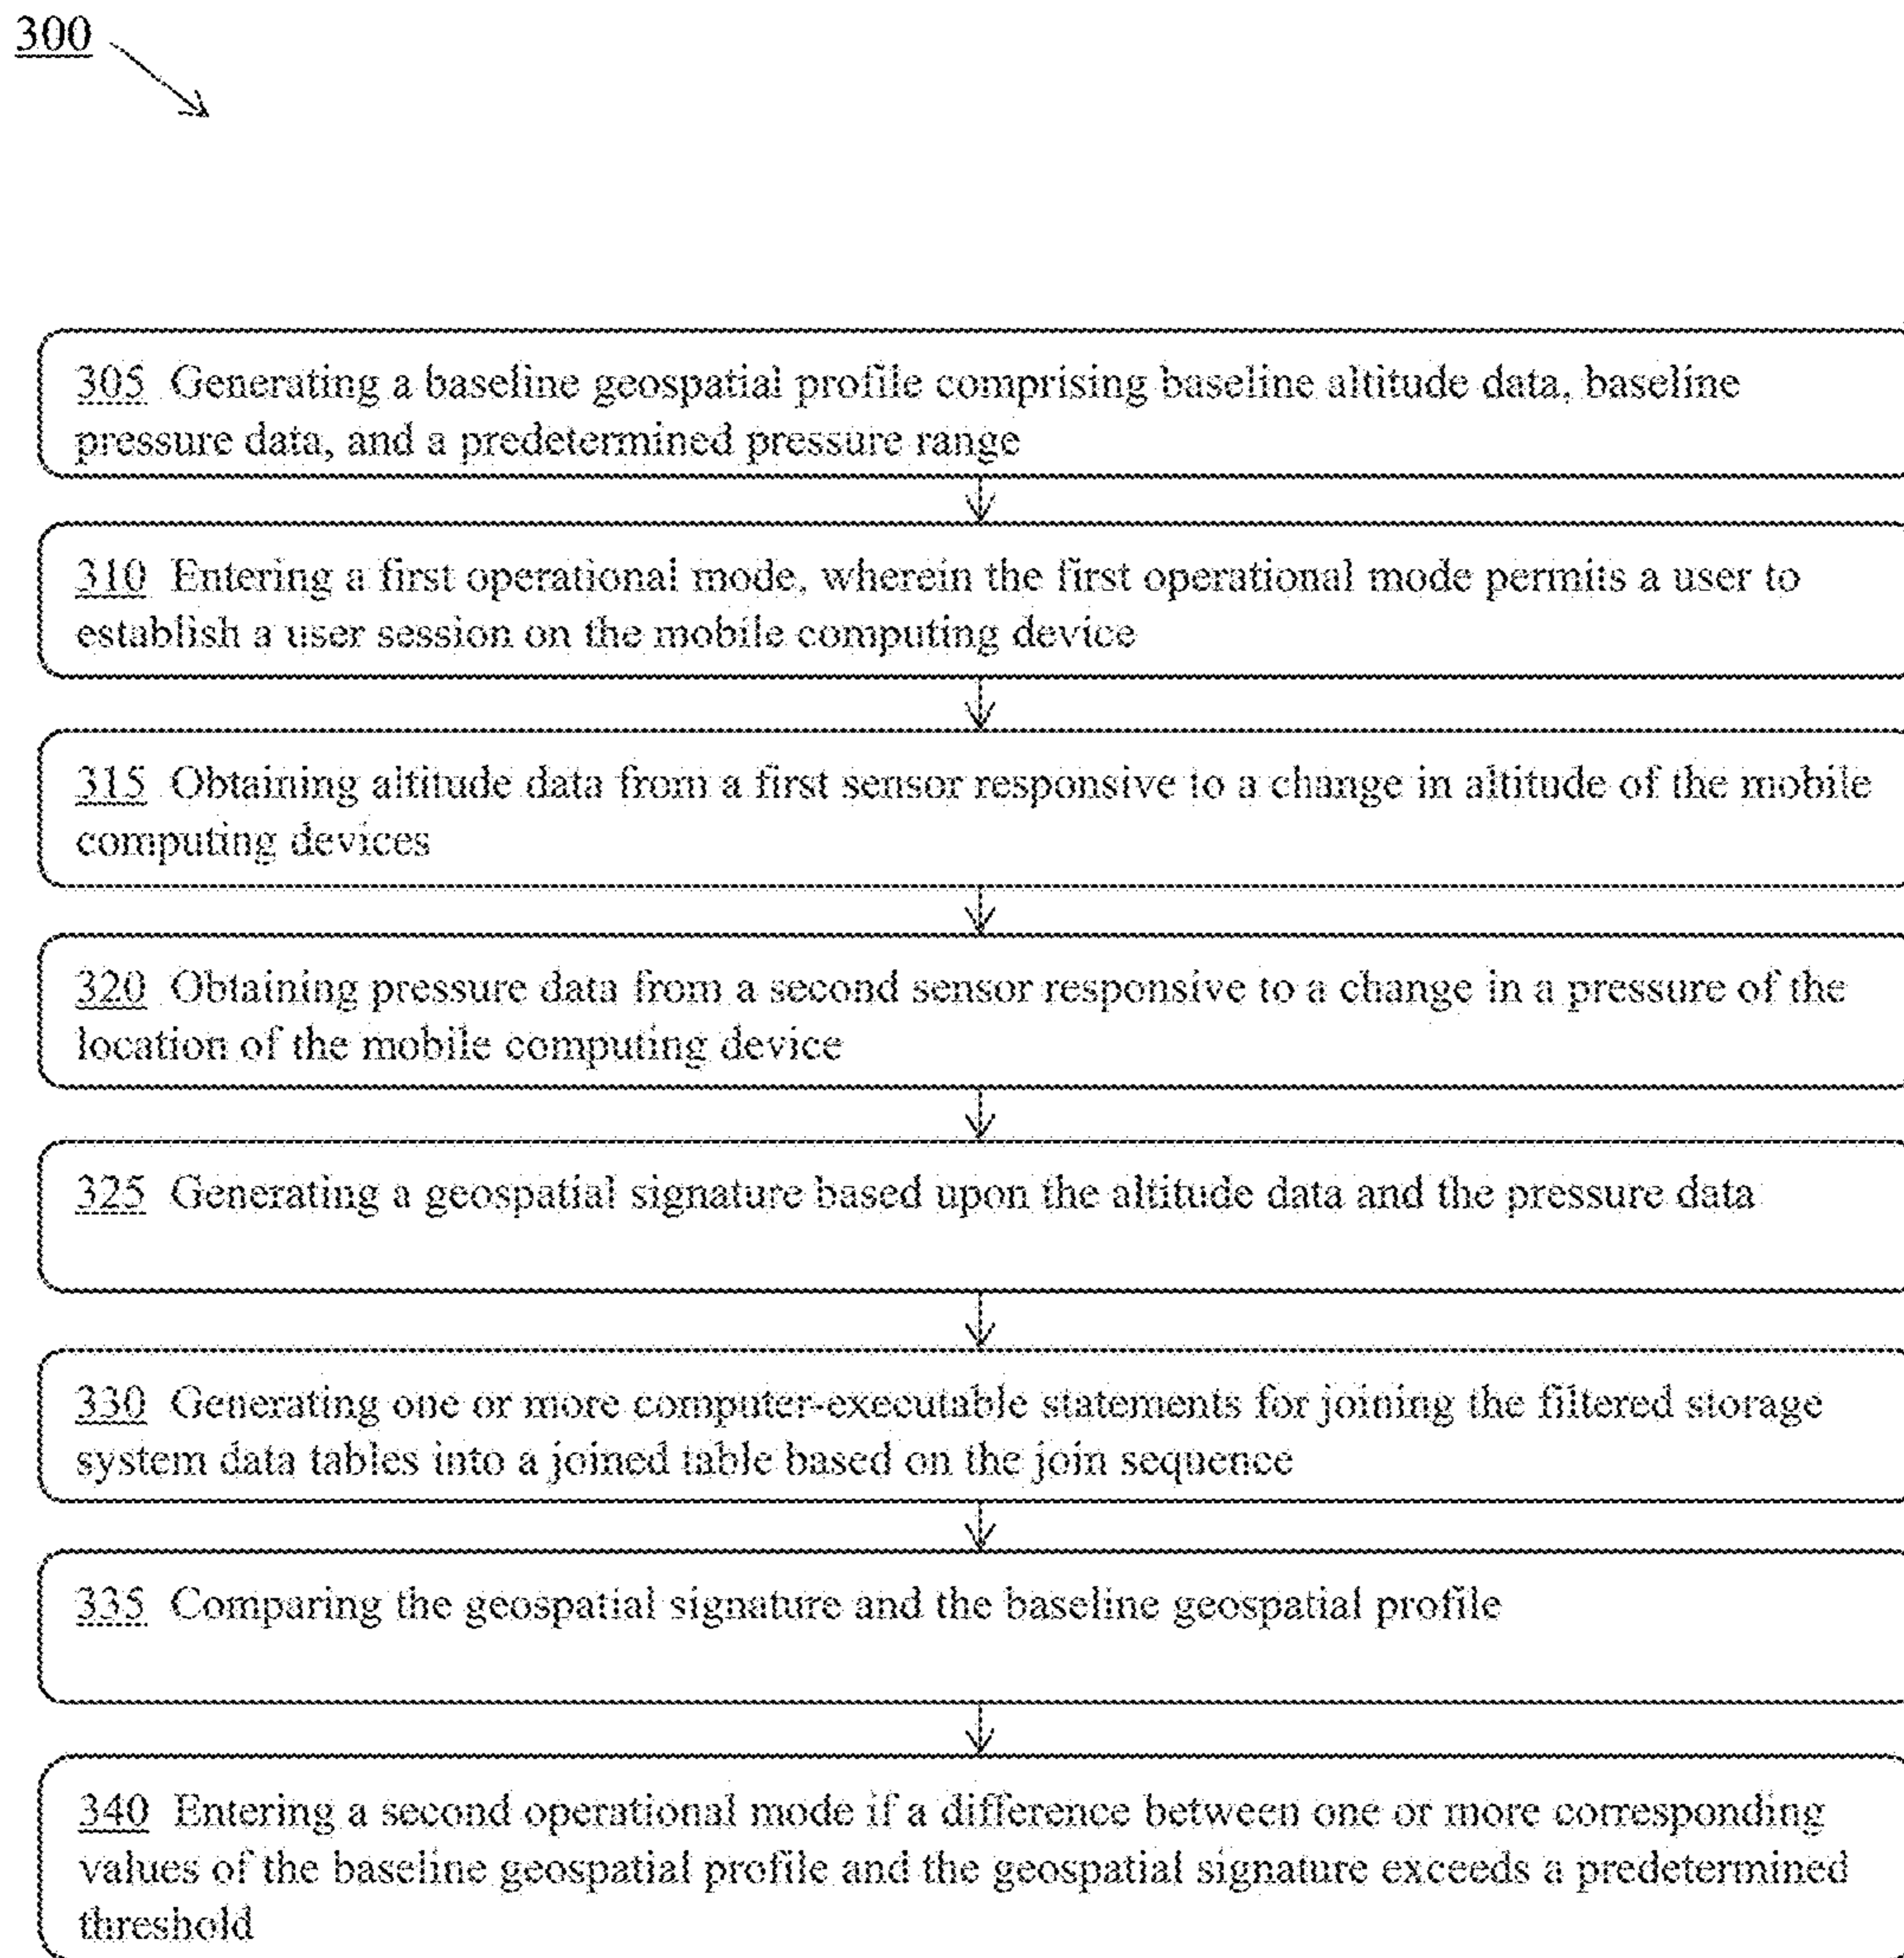 300
305 Generating a baseline geospatial profile comprising baseline altitude data, baseline
pressure data, and a predetermined pressure range
310 Entering a first operational mode, wherein the first operational mode permits a user to
establish a user session on the mobile computing device
315 Obtaining altitude data from a first sensor responsive to a change in altitude of the mobile
computing devices
320 Obtaining pressure data from a second sensor responsive to a change in a pressure of the
location of the mobile computing device
325 Generating a geospatial signature based upon the altitude data and the pressure data
330 Generating one or more computer-executable statements for joining the filtered storage
system data tables into a joined table based on the join sequence
335 Comparing the geospatial signature and the baseline geospatial profile
340 Entering a second operational mode if a difference between one or more corresponding
values of the baseline geospatial profile and the geospatial signature exceeds a predetermined
threshold